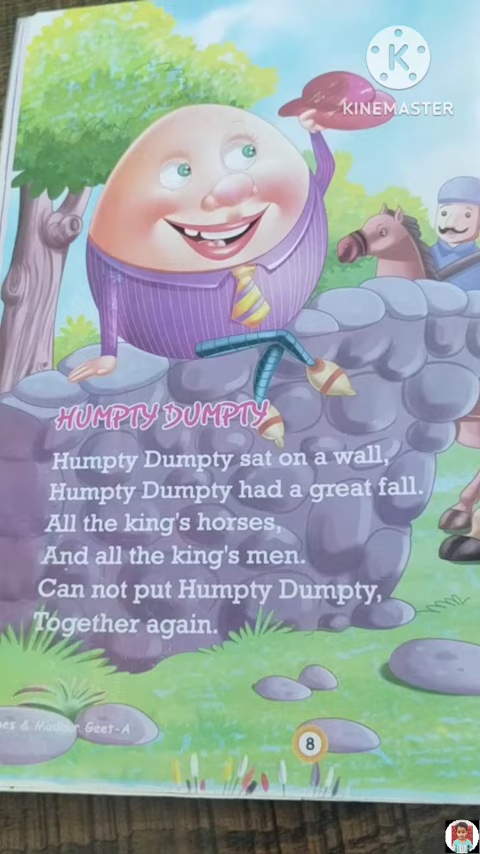 K
KINEMASTER
HUMPTY DUMPTY
Humpty Dumpty sat on a wall,
Humpty Dumpty had a great fall.
All the king's horses,
And all the king's men.
Can not put Humpty Dumpty,
Together again.
& Geet-A
8